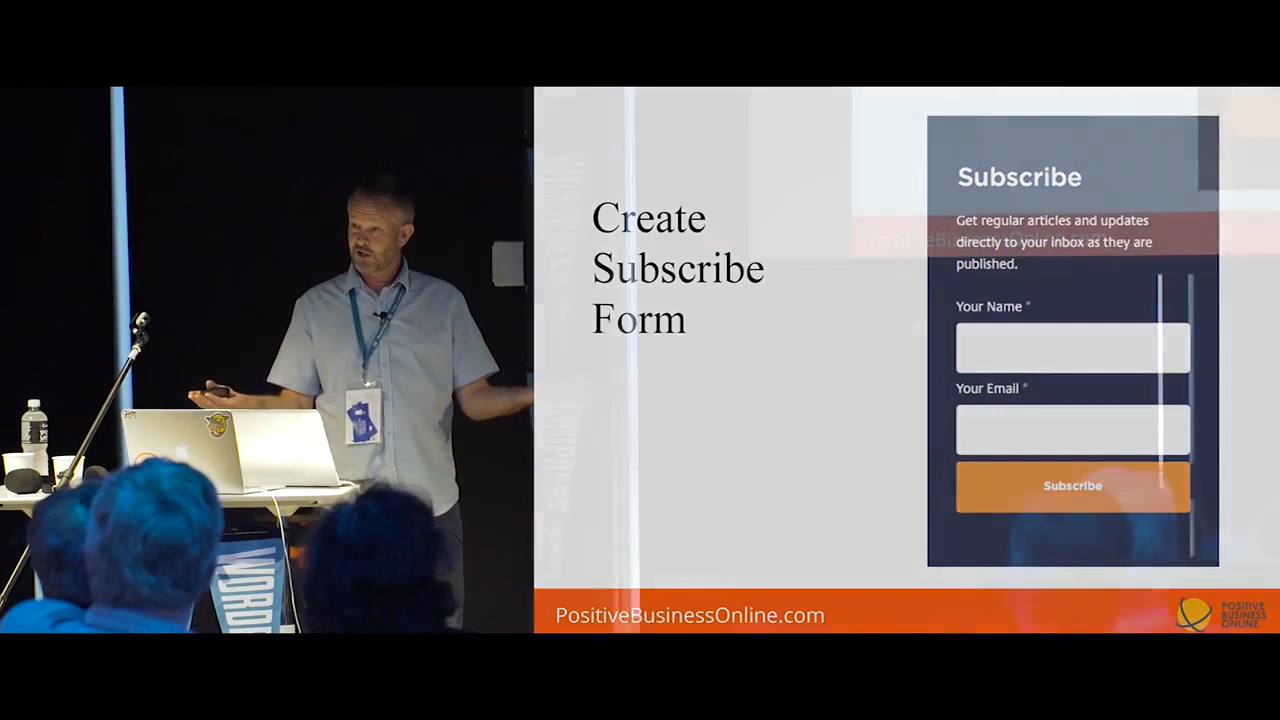 Create
Subscribe
Form
Subscribe
Get regular articles and updates
directly to your inbox as they are
published.
Your Name *
Your Email *
Subscribe
PositiveBusinessOnline.com
POSITIVE
BUSINESS
ONLINE